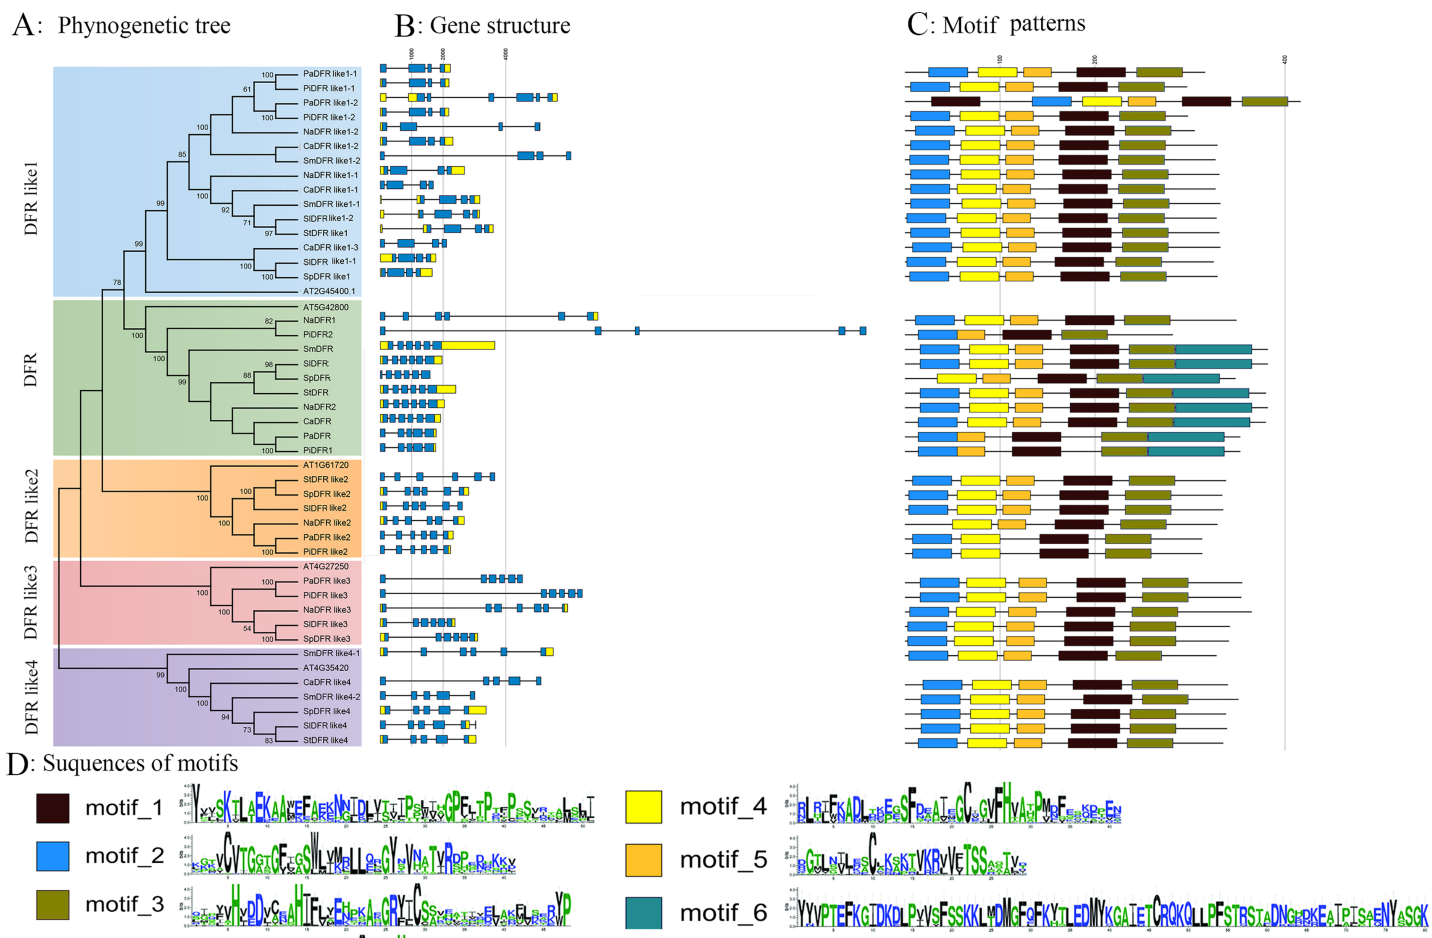 A: Phynogenetic tree
B: Gene structure
C: Motif patterns
1000 2000 4000
100 200 400
DFR like1
DFR
DFR like2
DFR like3
DFR like4
PaDFR like1-1
PiDFR like1-1
PaDFR like1-2
PiDFR like1-2
NaDFR like1-2
CaDFR like1-2
SmDFR like1-2
NaDFR like1-1
CaDFR like1-1
SmDFR like1-1
SlDFR like1-2
StDFR like1
CaDFR like1-3
SlDFR like1-1
SpDFR like1
AT2G45400.1
AT5G42800
NaDFR1
PiDFR2
SmDFR
SlDFR
SpDFR
StDFR
NaDFR2
CaDFR
PaDFR
PiDFR1
AT1G61720
StDFR like2
SpDFR like2
SlDFR like2
NaDFR like2
PaDFR like2
PiDFR like2
AT4G27250
PaDFR like3
PiDFR like3
NaDFR like3
SlDFR like3
SpDFR like3
SmDFR like4-1
AT4G35420
CaDFR like4
SmDFR like4-2
SpDFR like4
SlDFR like4
StDFR like4
100
61
100
100
85
100
92
71
97
99
100
99
78
82
100
100
98
88
99
100
100
100
100
100
100
100
100
54
100
99
100
94
73
83
D: Suquences of motifs
motif_1
motif_2
motif_3
motif_4
motif_5
motif_6